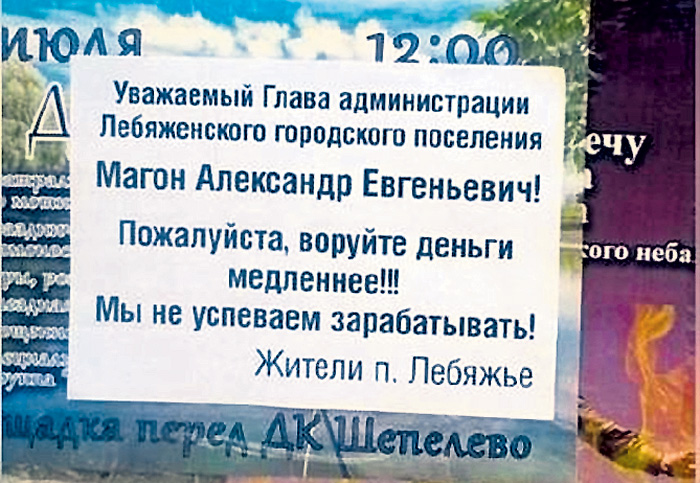 ИЮЛЯ 12:00
Уважаемый Глава администрации
Лебяженского городского поселения
Магон Александр Евгеньевич!
Пожалуйста, воруйте деньги
медленнее!!!
Мы не успеваем зарабатывать!
Жители п. Лебяжье
ечу
кого неба
щадка перед ДК Шепелево